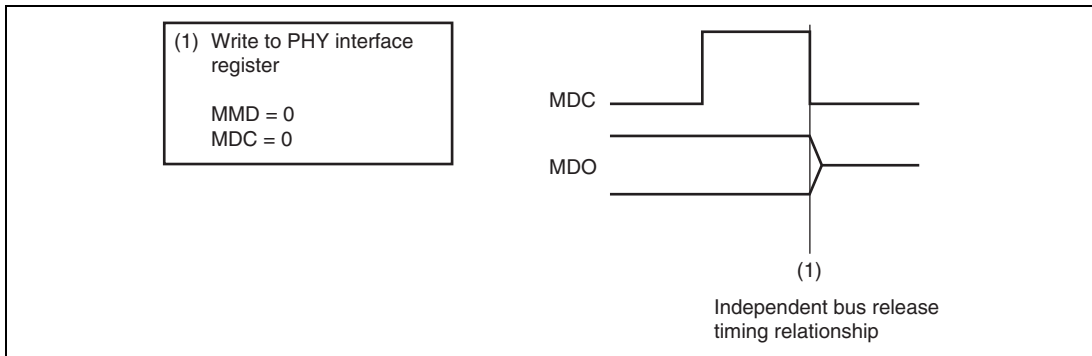 (1) Write to PHY interface
register
MMD = 0
MDC = 0
MDC
MDO
(1)
Independent bus release
timing relationship